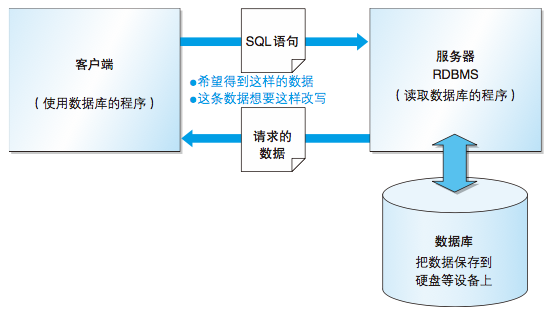 客户端
（使用数据库的程序）
SQL语句
●希望得到这样的数据
●这条数据想要这样改写
请求的
数据
服务器
RDBMS
（读取数据库的程序）
数据库
把数据保存到
硬盘等设备上